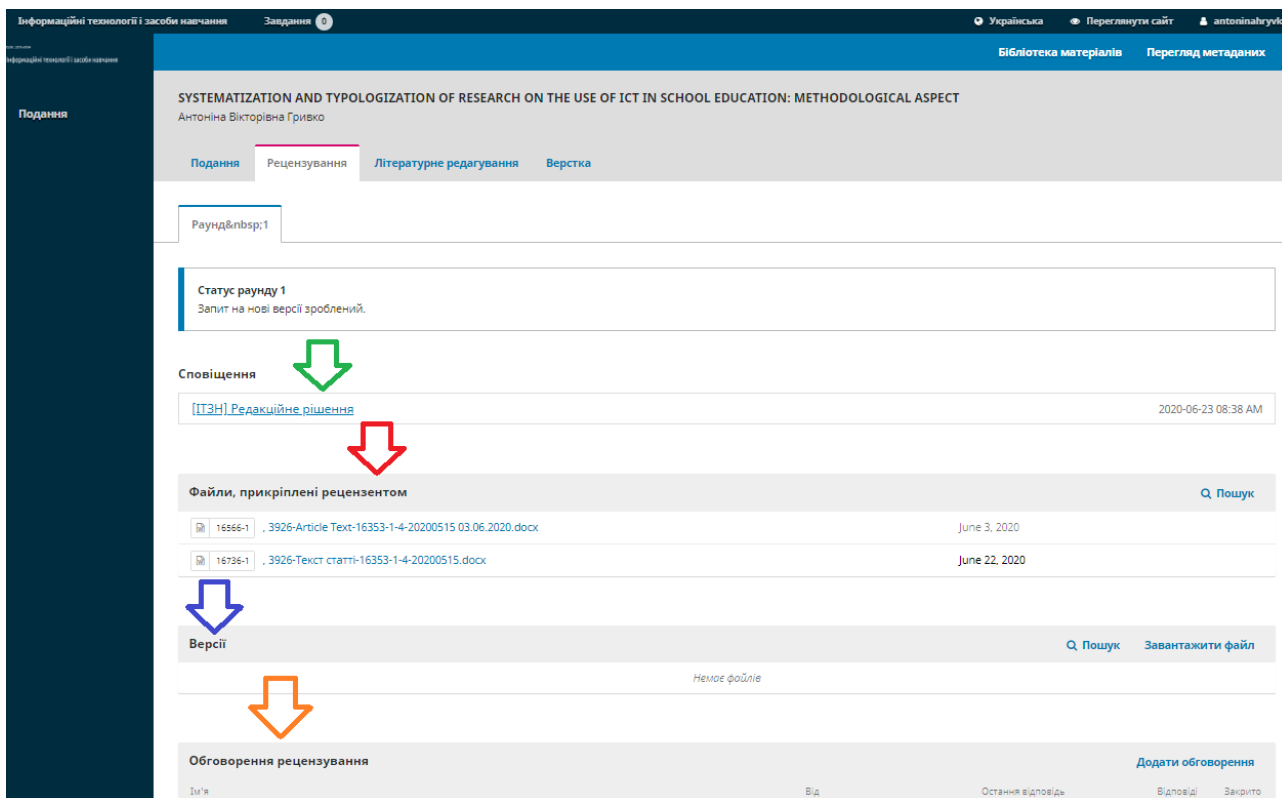 Інформаційні технології і засоби навчання Завдання 0 Українська Переглянути сайт antoninahryvk
Інформаційні технології і засоби навчання
Бібліотека матеріалів Перегляд метаданих
Подання
SYSTEMATIZATION AND TYPOLOGIZATION OF RESEARCH ON THE USE OF ICT IN SCHOOL EDUCATION: METHODOLOGICAL ASPECT
Антоніна Вікторівна Гривко
Подання Рецензування Літературне редагування Верстка
Раунд&nbsp;1
Статус раунду 1
Запит на нові версії зроблений.
Сповіщення
[ІТЗН] Редакційне рішення 2020-06-23 08:38 AM
Файли, прикріплені рецензентом Пошук
16566-1 , 3926-Article Text-16353-1-4-20200515 03.06.2020.docx June 3, 2020
16736-1 , 3926-Текст статті-16353-1-4-20200515.docx June 22, 2020
Версії Пошук Завантажити файл
Немає файлів
Обговорення рецензування Додати обговорення
Ім'я Від Остання відповідь Відповіді Закрито